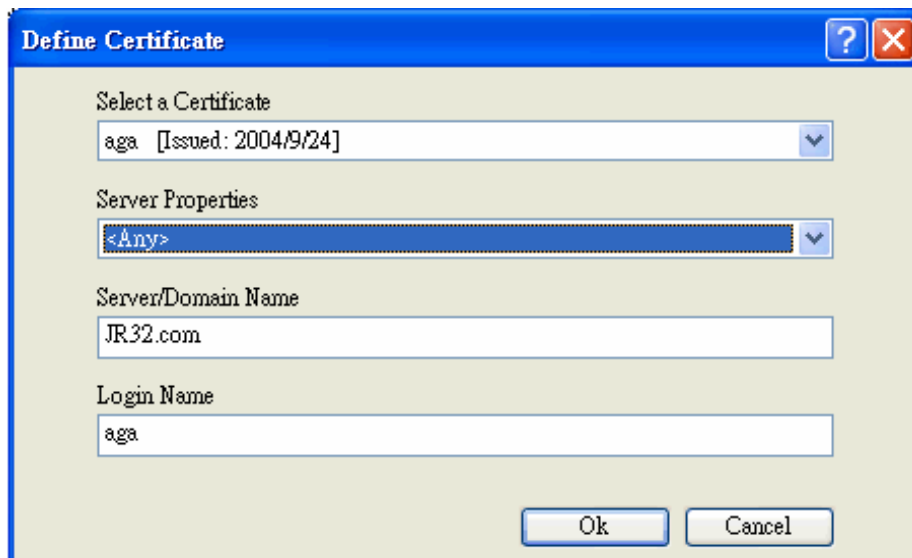 Define Certificate
Select a Certificate
aga [Issued: 2004/9/24]
Server Properties
<Any>
Server/Domain Name
JR32.com
Login Name
aga
Ok Cancel